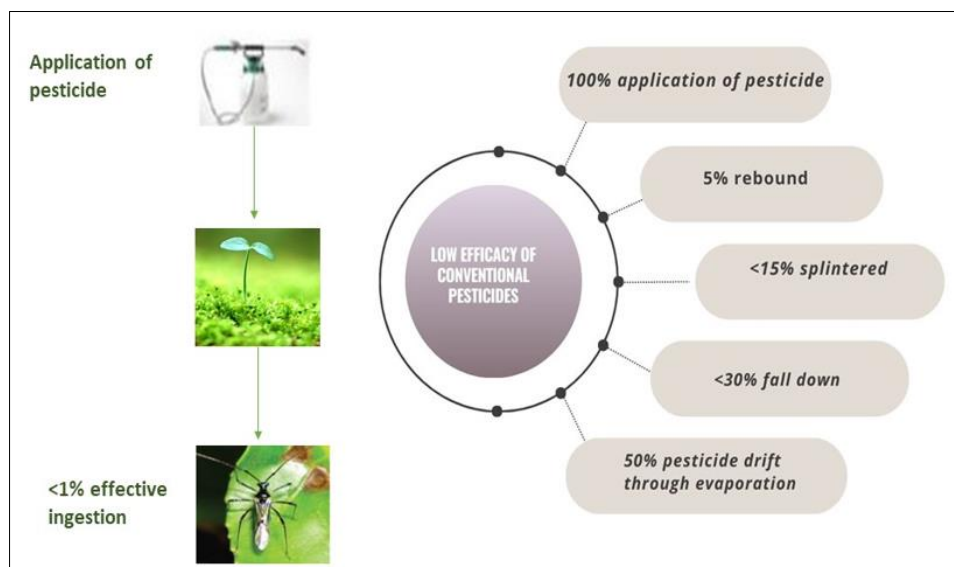 Application of
pesticide
<1% effective
ingestion
LOW EFFICACY OF
CONVENTIONAL
PESTICIDES
100% application of pesticide
5% rebound
<15% splintered
<30% fall down
50% pesticide drift
through evaporation